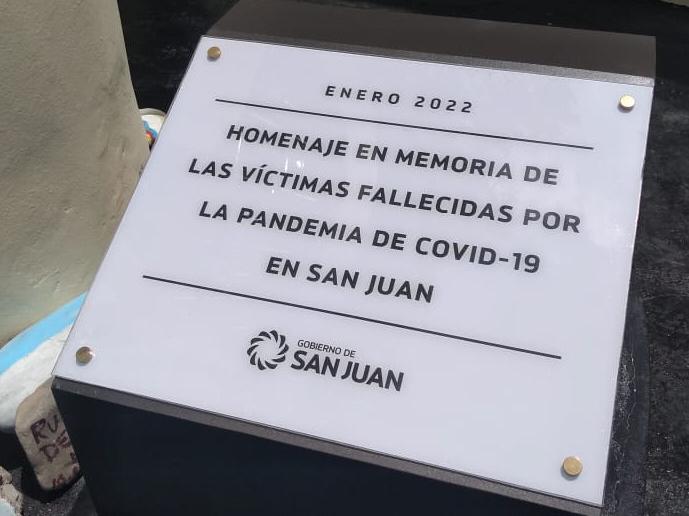 ENERO 2022
HOMENAJE EN MEMORIA DE
LAS VÍCTIMAS FALLECIDAS POR
LA PANDEMIA DE COVID-19
EN SAN JUAN
GOBIERNO DE
SAN JUAN